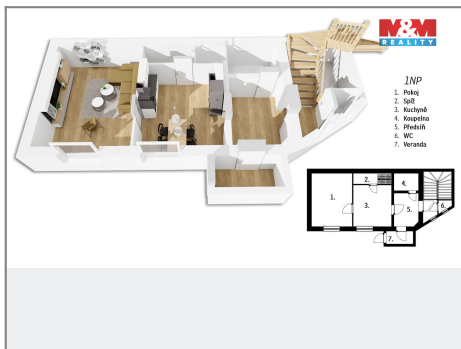 M&M
REALITY
1NP
1. Pokoj
2. Spíž
3. Kuchyně
4. Koupelna
5. Předsíň
6. WC
7. Veranda
1.
2.
3.
4.
5.
6.
7.